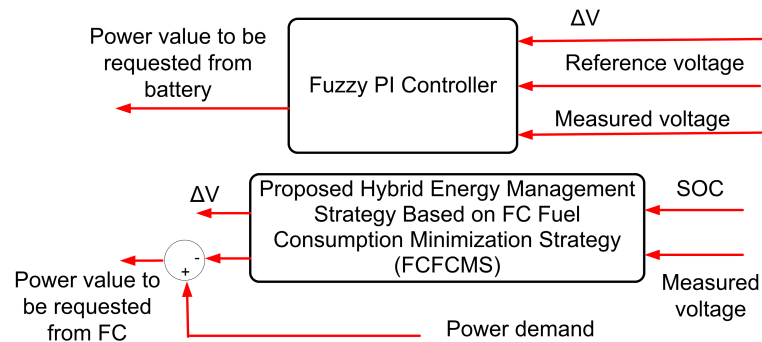 Power value to be
requested from
battery
Fuzzy PI Controller
ΔV
Reference voltage
Measured voltage
ΔV
Proposed Hybrid Energy Management
Strategy Based on FC Fuel
Consumption Minimization Strategy
(FCFCMS)
SOC
Measured
voltage
-
+
Power value to
be requested
from FC
Power demand